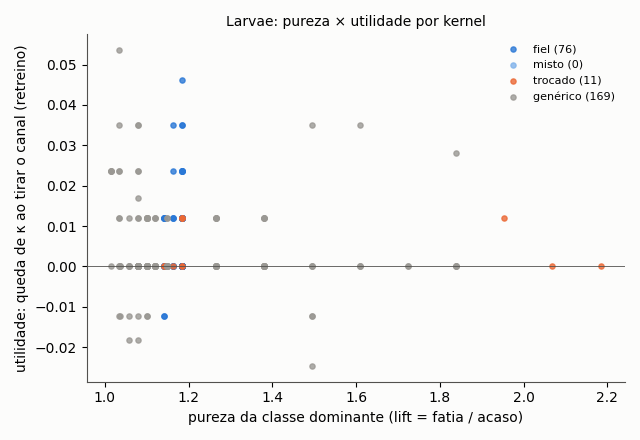 Larvae: pureza × utilidade por kernel
fiel (76)
misto (0)
trocado (11)
genérico (169)
utilidade: queda de κ ao tirar o canal (retreino)
0.05
0.04
0.03
0.02
0.01
0.00
−0.01
−0.02
1.0 1.2 1.4 1.6 1.8 2.0 2.2
pureza da classe dominante (lift = fatia / acaso)